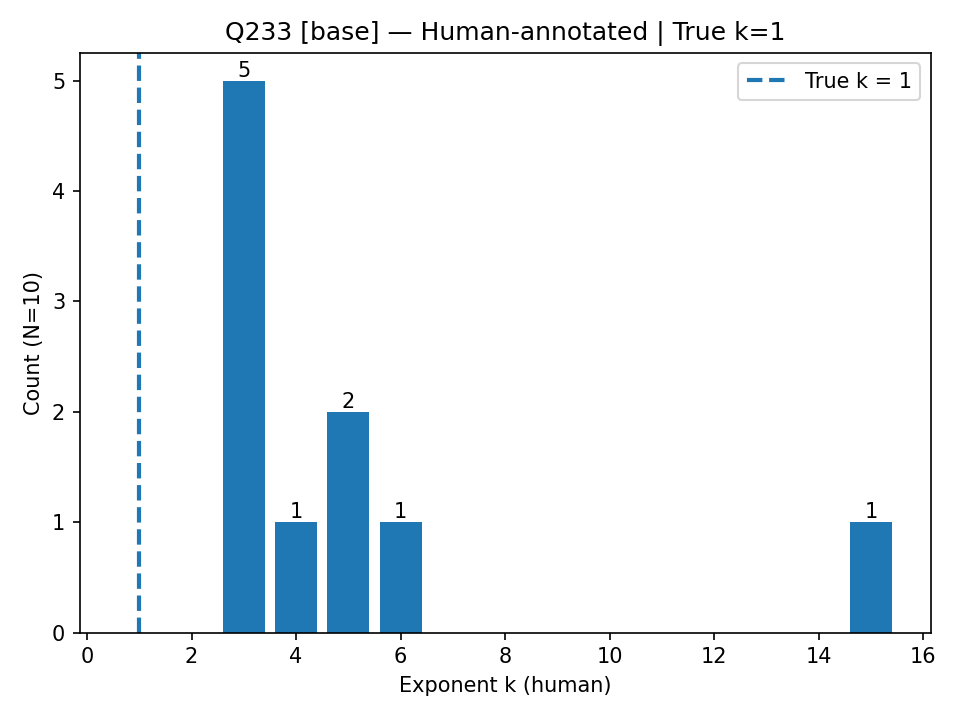 Q233 [base] — Human-annotated | True k=1
True k = 1
Count (N=10)
5
4
3
2
1
0
5
1
2
1
1
0 2 4 6 8 10 12 14 16
Exponent k (human)